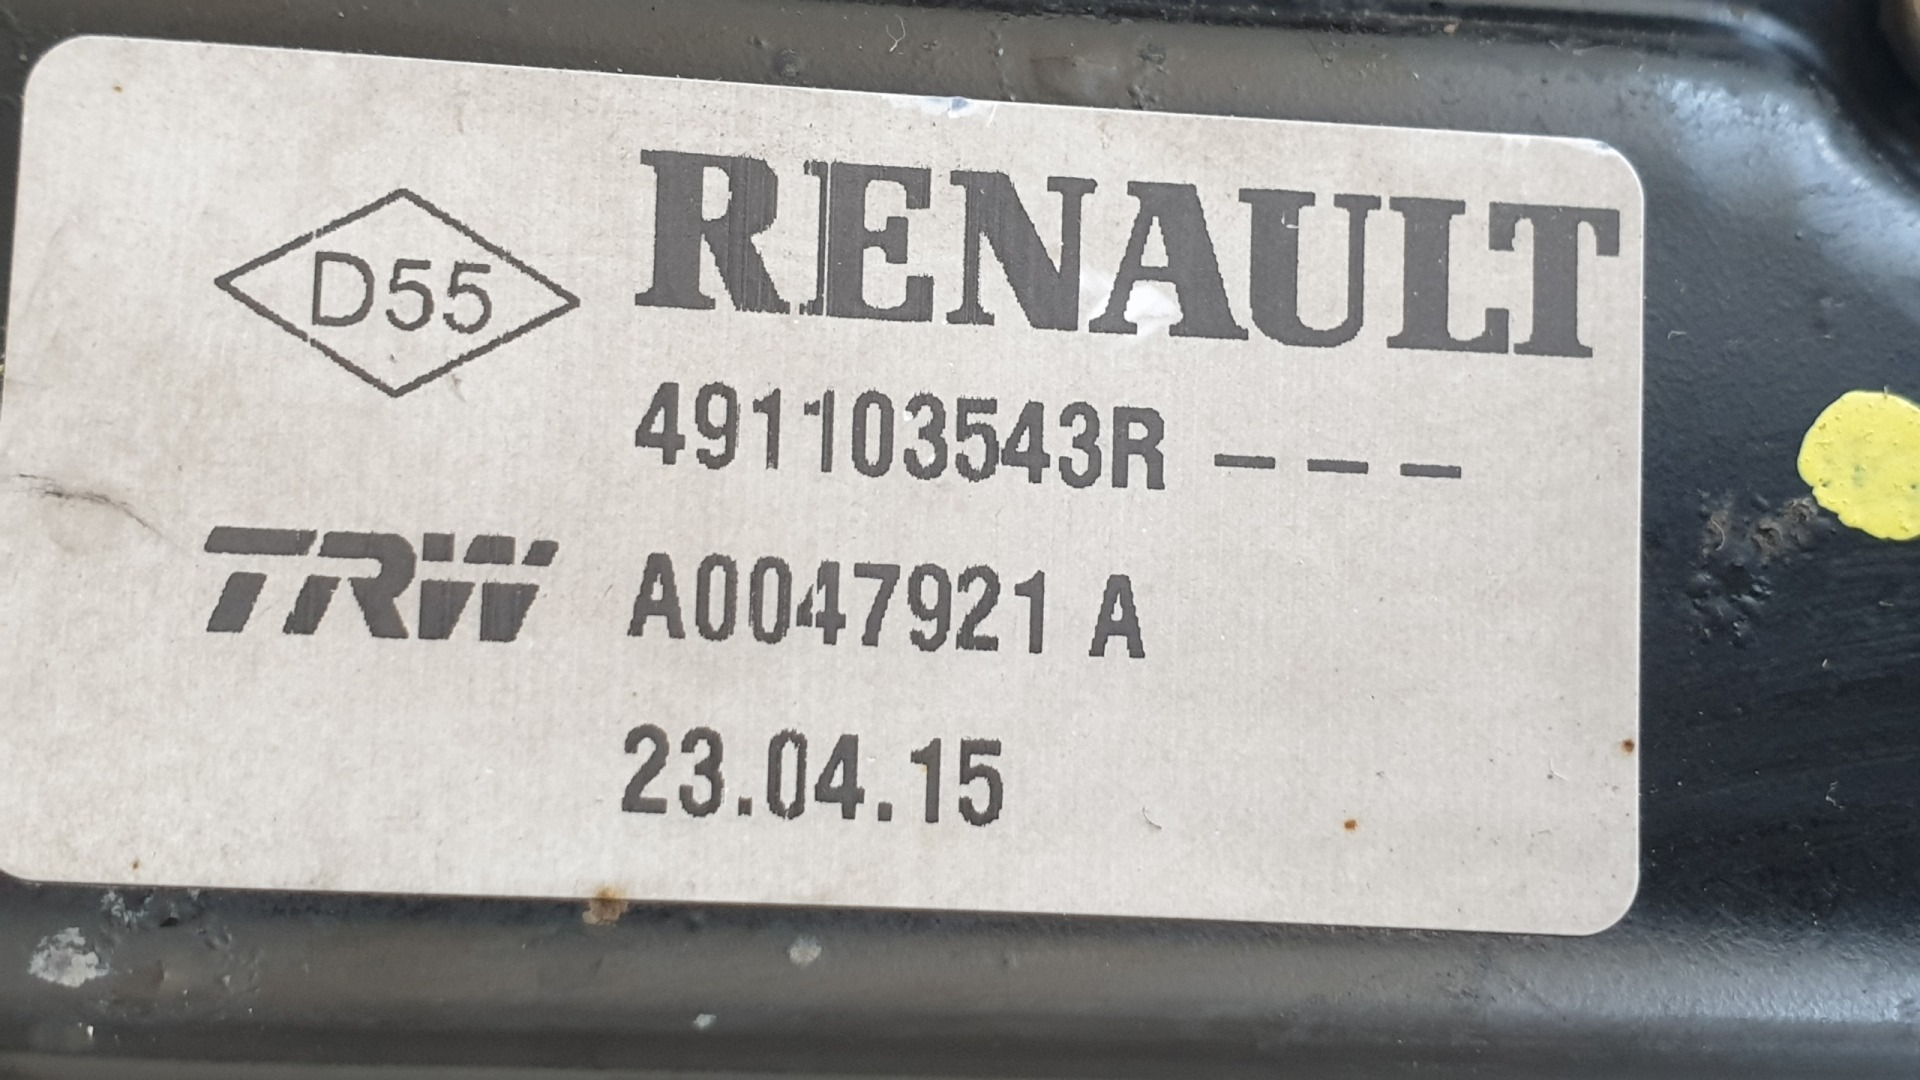 D55 RENAULT
491103543R – – –
TRW A0047921 A
23.04.15